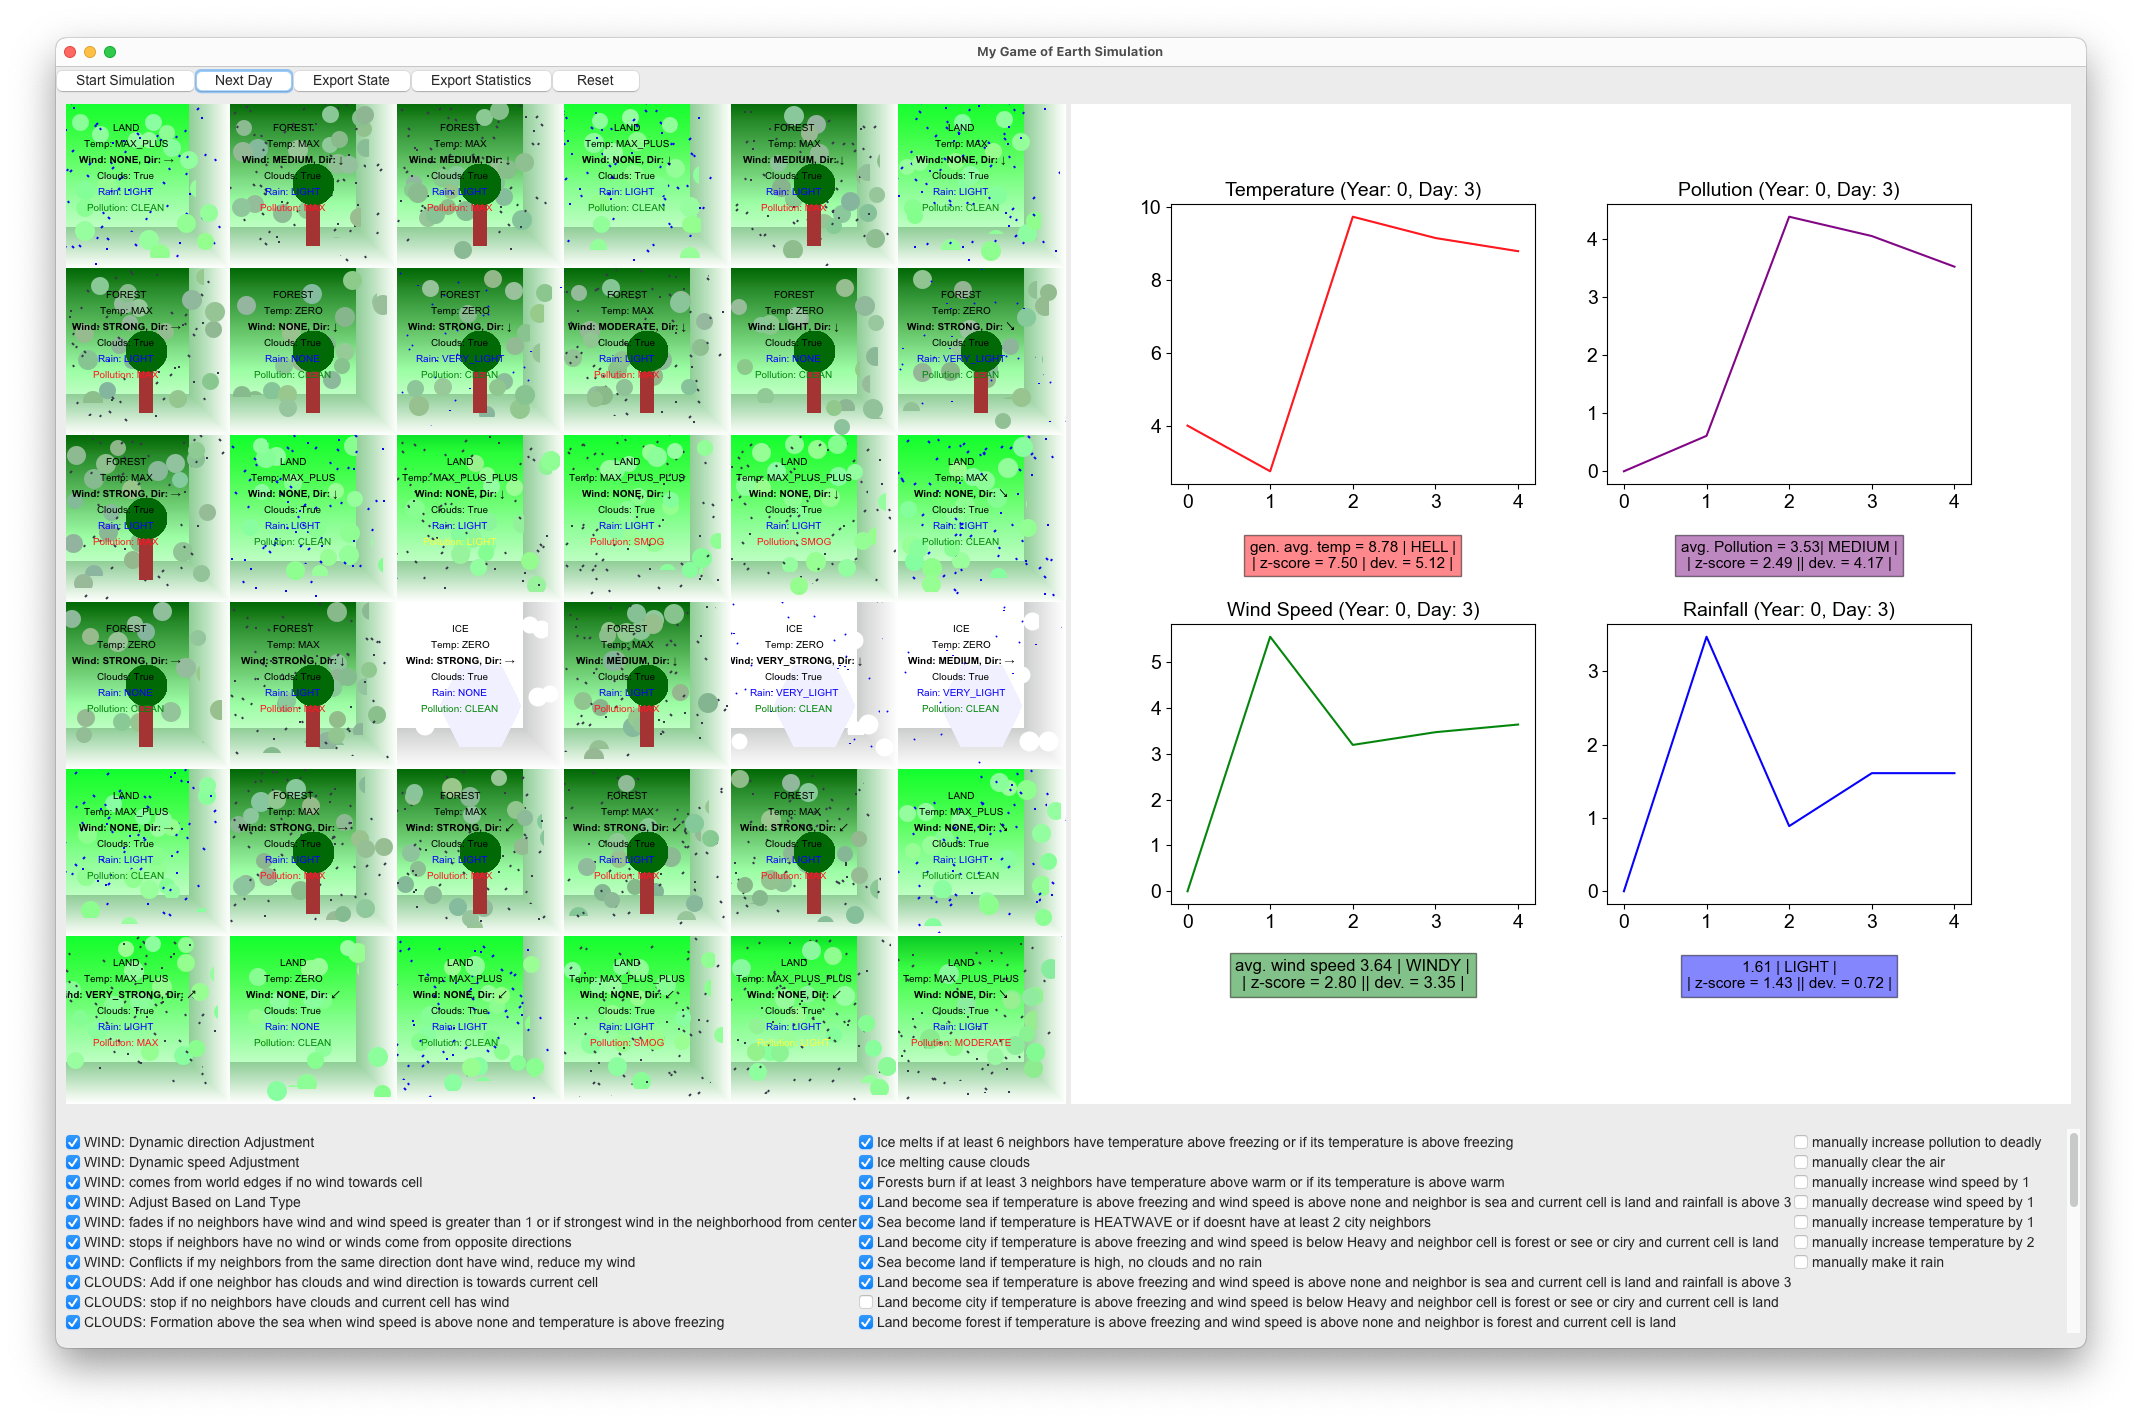 My Game of Earth Simulation
Start Simulation Next Day Export State Export Statistics Reset
LAND
Temp: MAX_PLUS
Wind: NONE, Dir: →
Clouds: True
Rain: LIGHT
Pollution: CLEAN
FOREST
Temp: MAX
Wind: MEDIUM, Dir: ↓
Clouds: True
Rain: LIGHT
Pollution: MAX
FOREST
Temp: MAX
Wind: MEDIUM, Dir: ↓
Clouds: True
Rain: LIGHT
Pollution: MAX
LAND
Temp: MAX_PLUS
Wind: NONE, Dir: ↓
Clouds: True
Rain: LIGHT
Pollution: CLEAN
FOREST
Temp: MAX
Wind: MEDIUM, Dir: ↓
Clouds: True
Rain: LIGHT
Pollution: MAX
LAND
Temp: MAX
Wind: NONE, Dir: ↓
Clouds: True
Rain: LIGHT
Pollution: CLEAN
FOREST
Temp: MAX
Wind: STRONG, Dir: →
Clouds: True
Rain: LIGHT
Pollution: MAX
FOREST
Temp: ZERO
Wind: NONE, Dir: ↓
Clouds: True
Rain: NONE
Pollution: CLEAN
FOREST
Temp: ZERO
Wind: STRONG, Dir: ↓
Clouds: True
Rain: VERY_LIGHT
Pollution: CLEAN
FOREST
Temp: MAX
Wind: MODERATE, Dir: ↓
Clouds: True
Rain: LIGHT
Pollution: MAX
FOREST
Temp: ZERO
Wind: LIGHT, Dir: ↓
Clouds: True
Rain: NONE
Pollution: CLEAN
FOREST
Temp: ZERO
Wind: STRONG, Dir: ↘
Clouds: True
Rain: VERY_LIGHT
Pollution: CLEAN
FOREST
Temp: MAX
Wind: STRONG, Dir: →
Clouds: True
Rain: LIGHT
Pollution: MAX
LAND
Temp: MAX_PLUS
Wind: NONE, Dir: ↓
Clouds: True
Rain: LIGHT
Pollution: CLEAN
LAND
Temp: MAX_PLUS_PLUS
Wind: NONE, Dir: ↓
Clouds: True
Rain: LIGHT
Pollution: LIGHT
LAND
Temp: MAX_PLUS_PLUS
Wind: NONE, Dir: ↓
Clouds: True
Rain: LIGHT
Pollution: SMOG
LAND
Temp: MAX_PLUS_PLUS
Wind: NONE, Dir: ↓
Clouds: True
Rain: LIGHT
Pollution: SMOG
LAND
Temp: MAX
Wind: NONE, Dir: ↘
Clouds: True
Rain: LIGHT
Pollution: CLEAN
FOREST
Temp: ZERO
Wind: STRONG, Dir: →
Clouds: True
Rain: NONE
Pollution: CLEAN
FOREST
Temp: MAX
Wind: STRONG, Dir: ↓
Clouds: True
Rain: LIGHT
Pollution: MAX
ICE
Temp: ZERO
Wind: STRONG, Dir: →
Clouds: True
Rain: NONE
Pollution: CLEAN
FOREST
Temp: MAX
Wind: MEDIUM, Dir: ↓
Clouds: True
Rain: LIGHT
Pollution: MAX
ICE
Temp: ZERO
Wind: VERY_STRONG, Dir: ↓
Clouds: True
Rain: VERY_LIGHT
Pollution: CLEAN
ICE
Temp: ZERO
Wind: MEDIUM, Dir: →
Clouds: True
Rain: VERY_LIGHT
Pollution: CLEAN
LAND
Temp: MAX_PLUS
Wind: NONE, Dir: →
Clouds: True
Rain: LIGHT
Pollution: CLEAN
FOREST
Temp: MAX
Wind: STRONG, Dir: →
Clouds: True
Rain: LIGHT
Pollution: MAX
FOREST
Temp: MAX
Wind: STRONG, Dir: ↙
Clouds: True
Rain: LIGHT
Pollution: MAX
FOREST
Temp: MAX
Wind: STRONG, Dir: ↙
Clouds: True
Rain: LIGHT
Pollution: MAX
FOREST
Temp: MAX
Wind: STRONG, Dir: ↙
Clouds: True
Rain: LIGHT
Pollution: MAX
LAND
Temp: MAX_PLUS
Wind: NONE, Dir: ↘
Clouds: True
Rain: LIGHT
Pollution: CLEAN
LAND
Temp: MAX_PLUS
nd: VERY_STRONG, Dir: ↗
Clouds: True
Rain: LIGHT
Pollution: MAX
LAND
Temp: ZERO
Wind: NONE, Dir: ↙
Clouds: True
Rain: NONE
Pollution: CLEAN
LAND
Temp: MAX_PLUS
Wind: NONE, Dir: ↙
Clouds: True
Rain: LIGHT
Pollution: CLEAN
LAND
Temp: MAX_PLUS_PLUS
Wind: NONE, Dir: ↙
Clouds: True
Rain: LIGHT
Pollution: SMOG
LAND
Temp: MAX_PLUS_PLUS
Wind: NONE, Dir: ↙
Clouds: True
Rain: LIGHT
Pollution: LIGHT
LAND
Temp: MAX_PLUS_PLUS
Wind: NONE, Dir: ↘
Clouds: True
Rain: LIGHT
Pollution: MODERATE
Temperature (Year: 0, Day: 3)
10
8
6
4
0 1 2 3 4
gen. avg. temp = 8.78 | HELL |
| z-score = 7.50 | dev. = 5.12 |
Pollution (Year: 0, Day: 3)
4
3
2
1
0
0 1 2 3 4
avg. Pollution = 3.53| MEDIUM |
| z-score = 2.49 || dev. = 4.17 |
Wind Speed (Year: 0, Day: 3)
5
4
3
2
1
0
0 1 2 3 4
avg. wind speed 3.64 | WINDY |
| z-score = 2.80 || dev. = 3.35 |
Rainfall (Year: 0, Day: 3)
3
2
1
0
0 1 2 3 4
1.61 | LIGHT |
| z-score = 1.43 || dev. = 0.72 |
WIND: Dynamic direction Adjustment
WIND: Dynamic speed Adjustment
WIND: comes from world edges if no wind towards cell
WIND: Adjust Based on Land Type
WIND: fades if no neighbors have wind and wind speed is greater than 1 or if strongest wind in the neighborhood from center
WIND: stops if neighbors have no wind or winds come from opposite directions
WIND: Conflicts if my neighbors from the same direction dont have wind, reduce my wind
CLOUDS: Add if one neighbor has clouds and wind direction is towards current cell
CLOUDS: stop if no neighbors have clouds and current cell has wind
CLOUDS: Formation above the sea when wind speed is above none and temperature is above freezing
Ice melts if at least 6 neighbors have temperature above freezing or if its temperature is above freezing
Ice melting cause clouds
Forests burn if at least 3 neighbors have temperature above warm or if its temperature is above warm
Land become sea if temperature is above freezing and wind speed is above none and neighbor is sea and current cell is land and rainfall is above 3
Sea become land if temperature is HEATWAVE or if doesnt have at least 2 city neighbors
Land become city if temperature is above freezing and wind speed is below Heavy and neighbor cell is forest or see or ciry and current cell is land
Sea become land if temperature is high, no clouds and no rain
Land become sea if temperature is above freezing and wind speed is above none and neighbor is sea and current cell is land and rainfall is above 3
Land become city if temperature is above freezing and wind speed is below Heavy and neighbor cell is forest or see or ciry and current cell is land
Land become forest if temperature is above freezing and wind speed is above none and neighbor is forest and current cell is land
manually increase pollution to deadly
manually clear the air
manually increase wind speed by 1
manually decrease wind speed by 1
manually increase temperature by 1
manually increase temperature by 2
manually make it rain